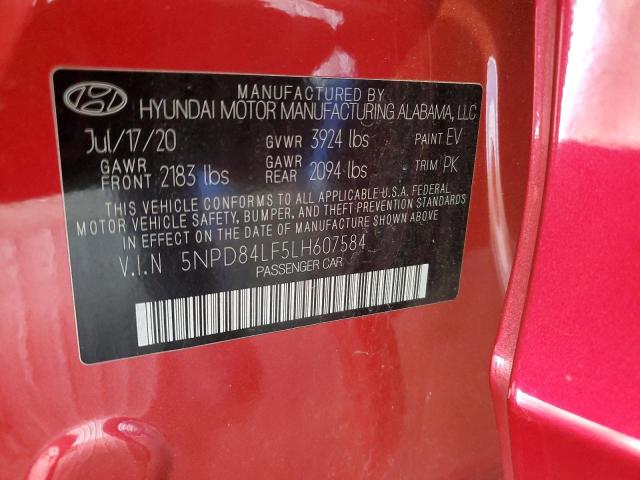 MANUFACTURED BY
HYUNDAI MOTOR MANUFACTURING ALABAMA, LLC
Jul/17/20 GVWR 3924 lbs PAINT EV
GAWR FRONT 2183 lbs GAWR REAR 2094 lbs TRIM PK
THIS VEHICLE CONFORMS TO ALL APPLICABLE U.S.A. FEDERAL
MOTOR VEHICLE SAFETY, BUMPER, AND THEFT PREVENTION STANDARDS
IN EFFECT ON THE DATE OF MANUFACTURE SHOWN ABOVE.
V.I.N 5NPD84LF5LH607584
PASSENGER CAR